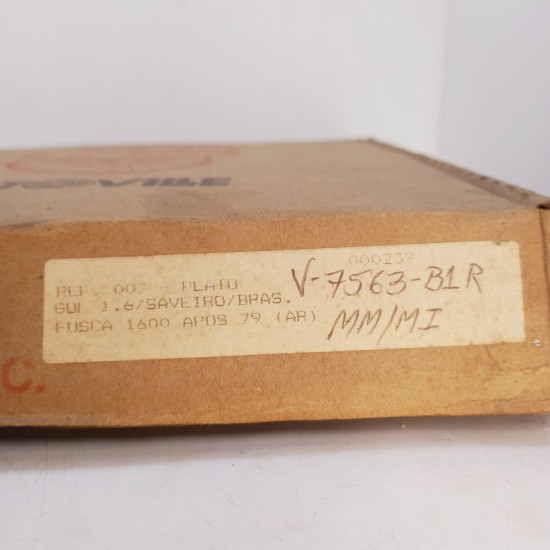 000239
REF. 007 - PLATO
V-7563-B1R
GOL 1.6/SAVEIRO/BRAS.
FUSCA 1600 APOS 79 (AR)
MM/MI
C.